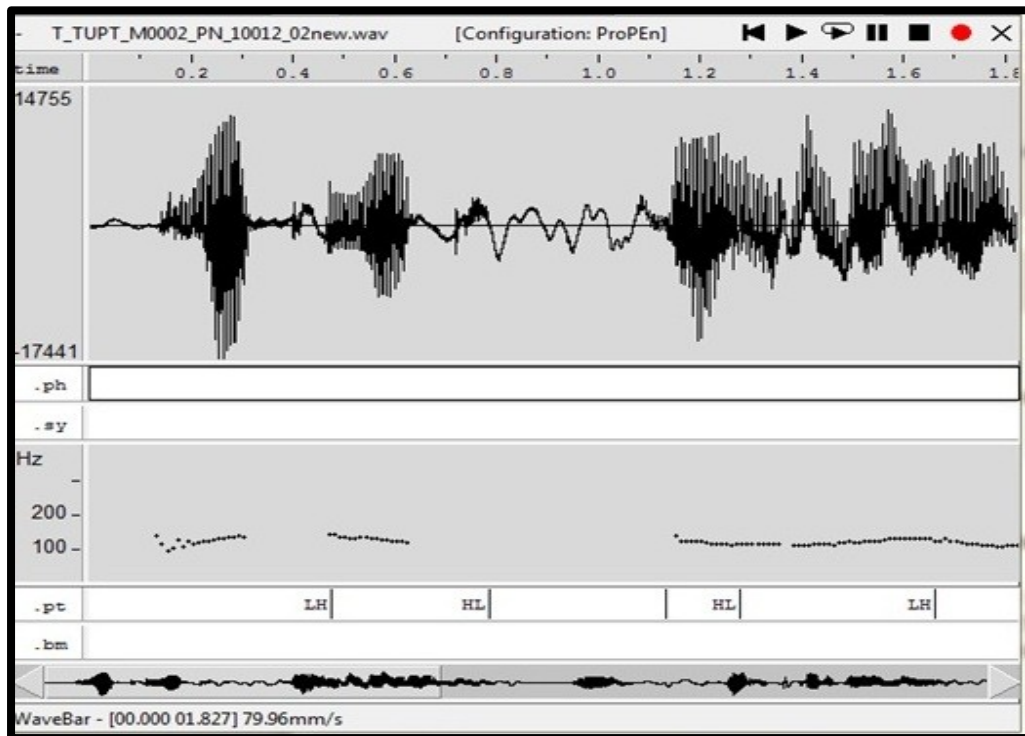 - T_TUPT_M0002_PN_10012_02new.wav [Configuration: ProPEn]
time 0.2 0.4 0.6 0.8 1.0 1.2 1.4 1.6 1.8
14755
-17441
.ph
.sy
Hz
200
100
.pt LH HL HL LH
.bm
WaveBar - [00.000 01.827] 79.96mm/s